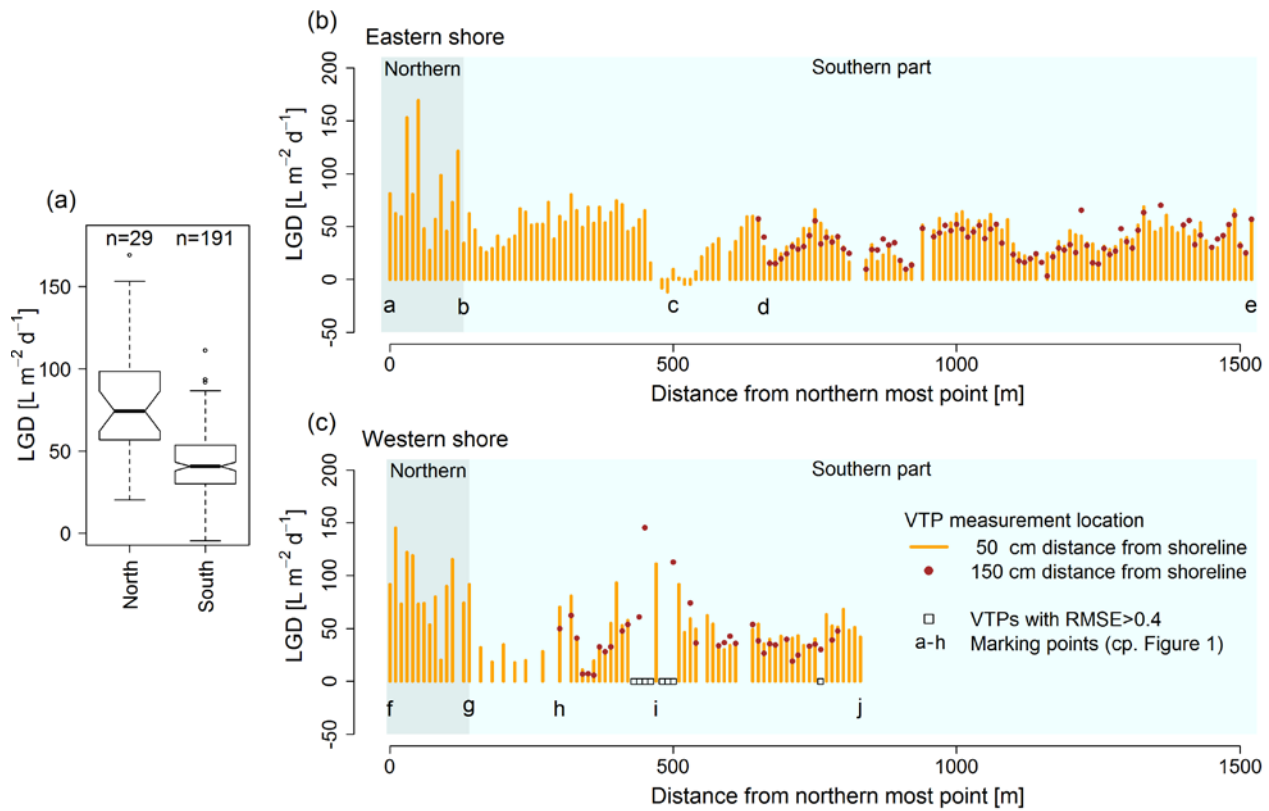 (a)
n=29 n=191
LGD [L m⁻² d⁻¹]
150
100
50
0
North
South
(b)
Eastern shore
Northern
Southern part
LGD [L m⁻² d⁻¹]
200
150
100
50
0
-50
a b c d e
0 500 1000 1500
Distance from northern most point [m]
(c)
Western shore
Northern
Southern part
LGD [L m⁻² d⁻¹]
200
150
100
50
0
-50
VTP measurement location
50 cm distance from shoreline
150 cm distance from shoreline
VTPs with RMSE>0.4
a-h Marking points (cp. Figure 1)
f g h i j
0 500 1000 1500
Distance from northern most point [m]